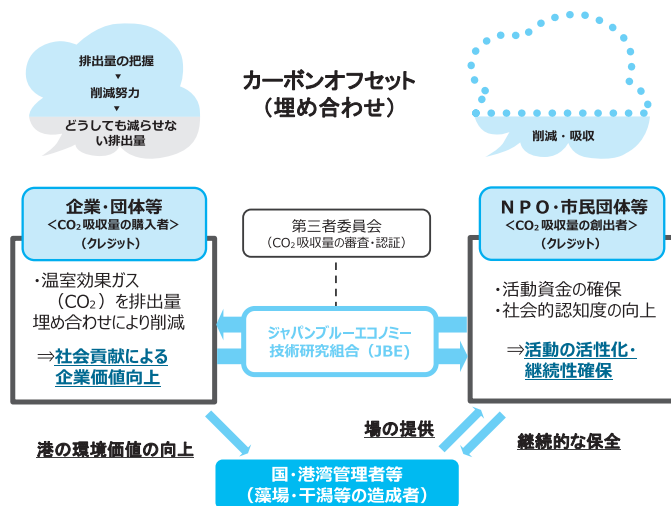 排出量の把握
▼
削減努力
▼
どうしても減らせな
い排出量
カーボンオフセット
（埋め合わせ）
削減・吸収
企業・団体等
＜CO₂吸収量の購入者＞
（クレジット）
・温室効果ガス
（CO₂）を排出量
埋め合わせにより削減
⇒社会貢献による
企業価値向上
第三者委員会
（CO₂吸収量の審査・認証）
ジャパンブルーエコノミー
技術研究組合（JBE)
ＮＰＯ・市民団体等
＜CO₂吸収量の創出者＞
（クレジット）
・活動資金の確保
・社会的認知度の向上
⇒活動の活性化・
継続性確保
港の環境価値の向上
場の提供
継続的な保全
国・港湾管理者等
（藻場・干潟等の造成者）